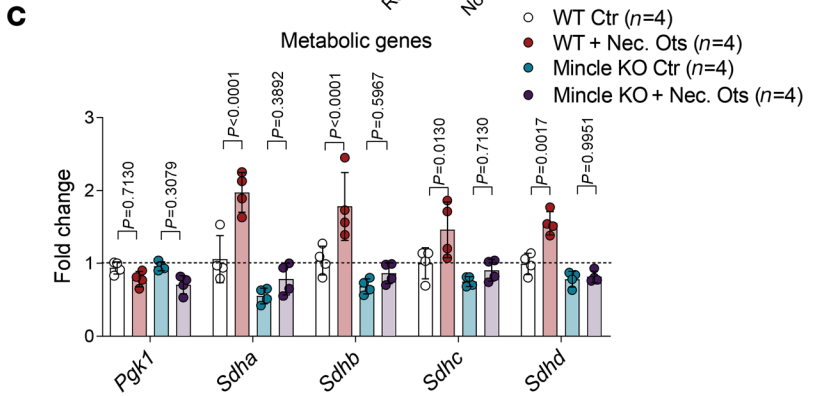 c
WT Ctr (n=4)
WT + Nec. Ots (n=4)
Mincle KO Ctr (n=4)
Mincle KO + Nec. Ots (n=4)
Metabolic genes
P=0.7130
P=0.3079
P<0.0001
P=0.3892
P<0.0001
P=0.5967
P=0.0130
P=0.7130
P=0.0017
P=0.9951
Fold change
3
2
1
0
Pgk1
Sdha
Sdhb
Sdhc
Sdhd